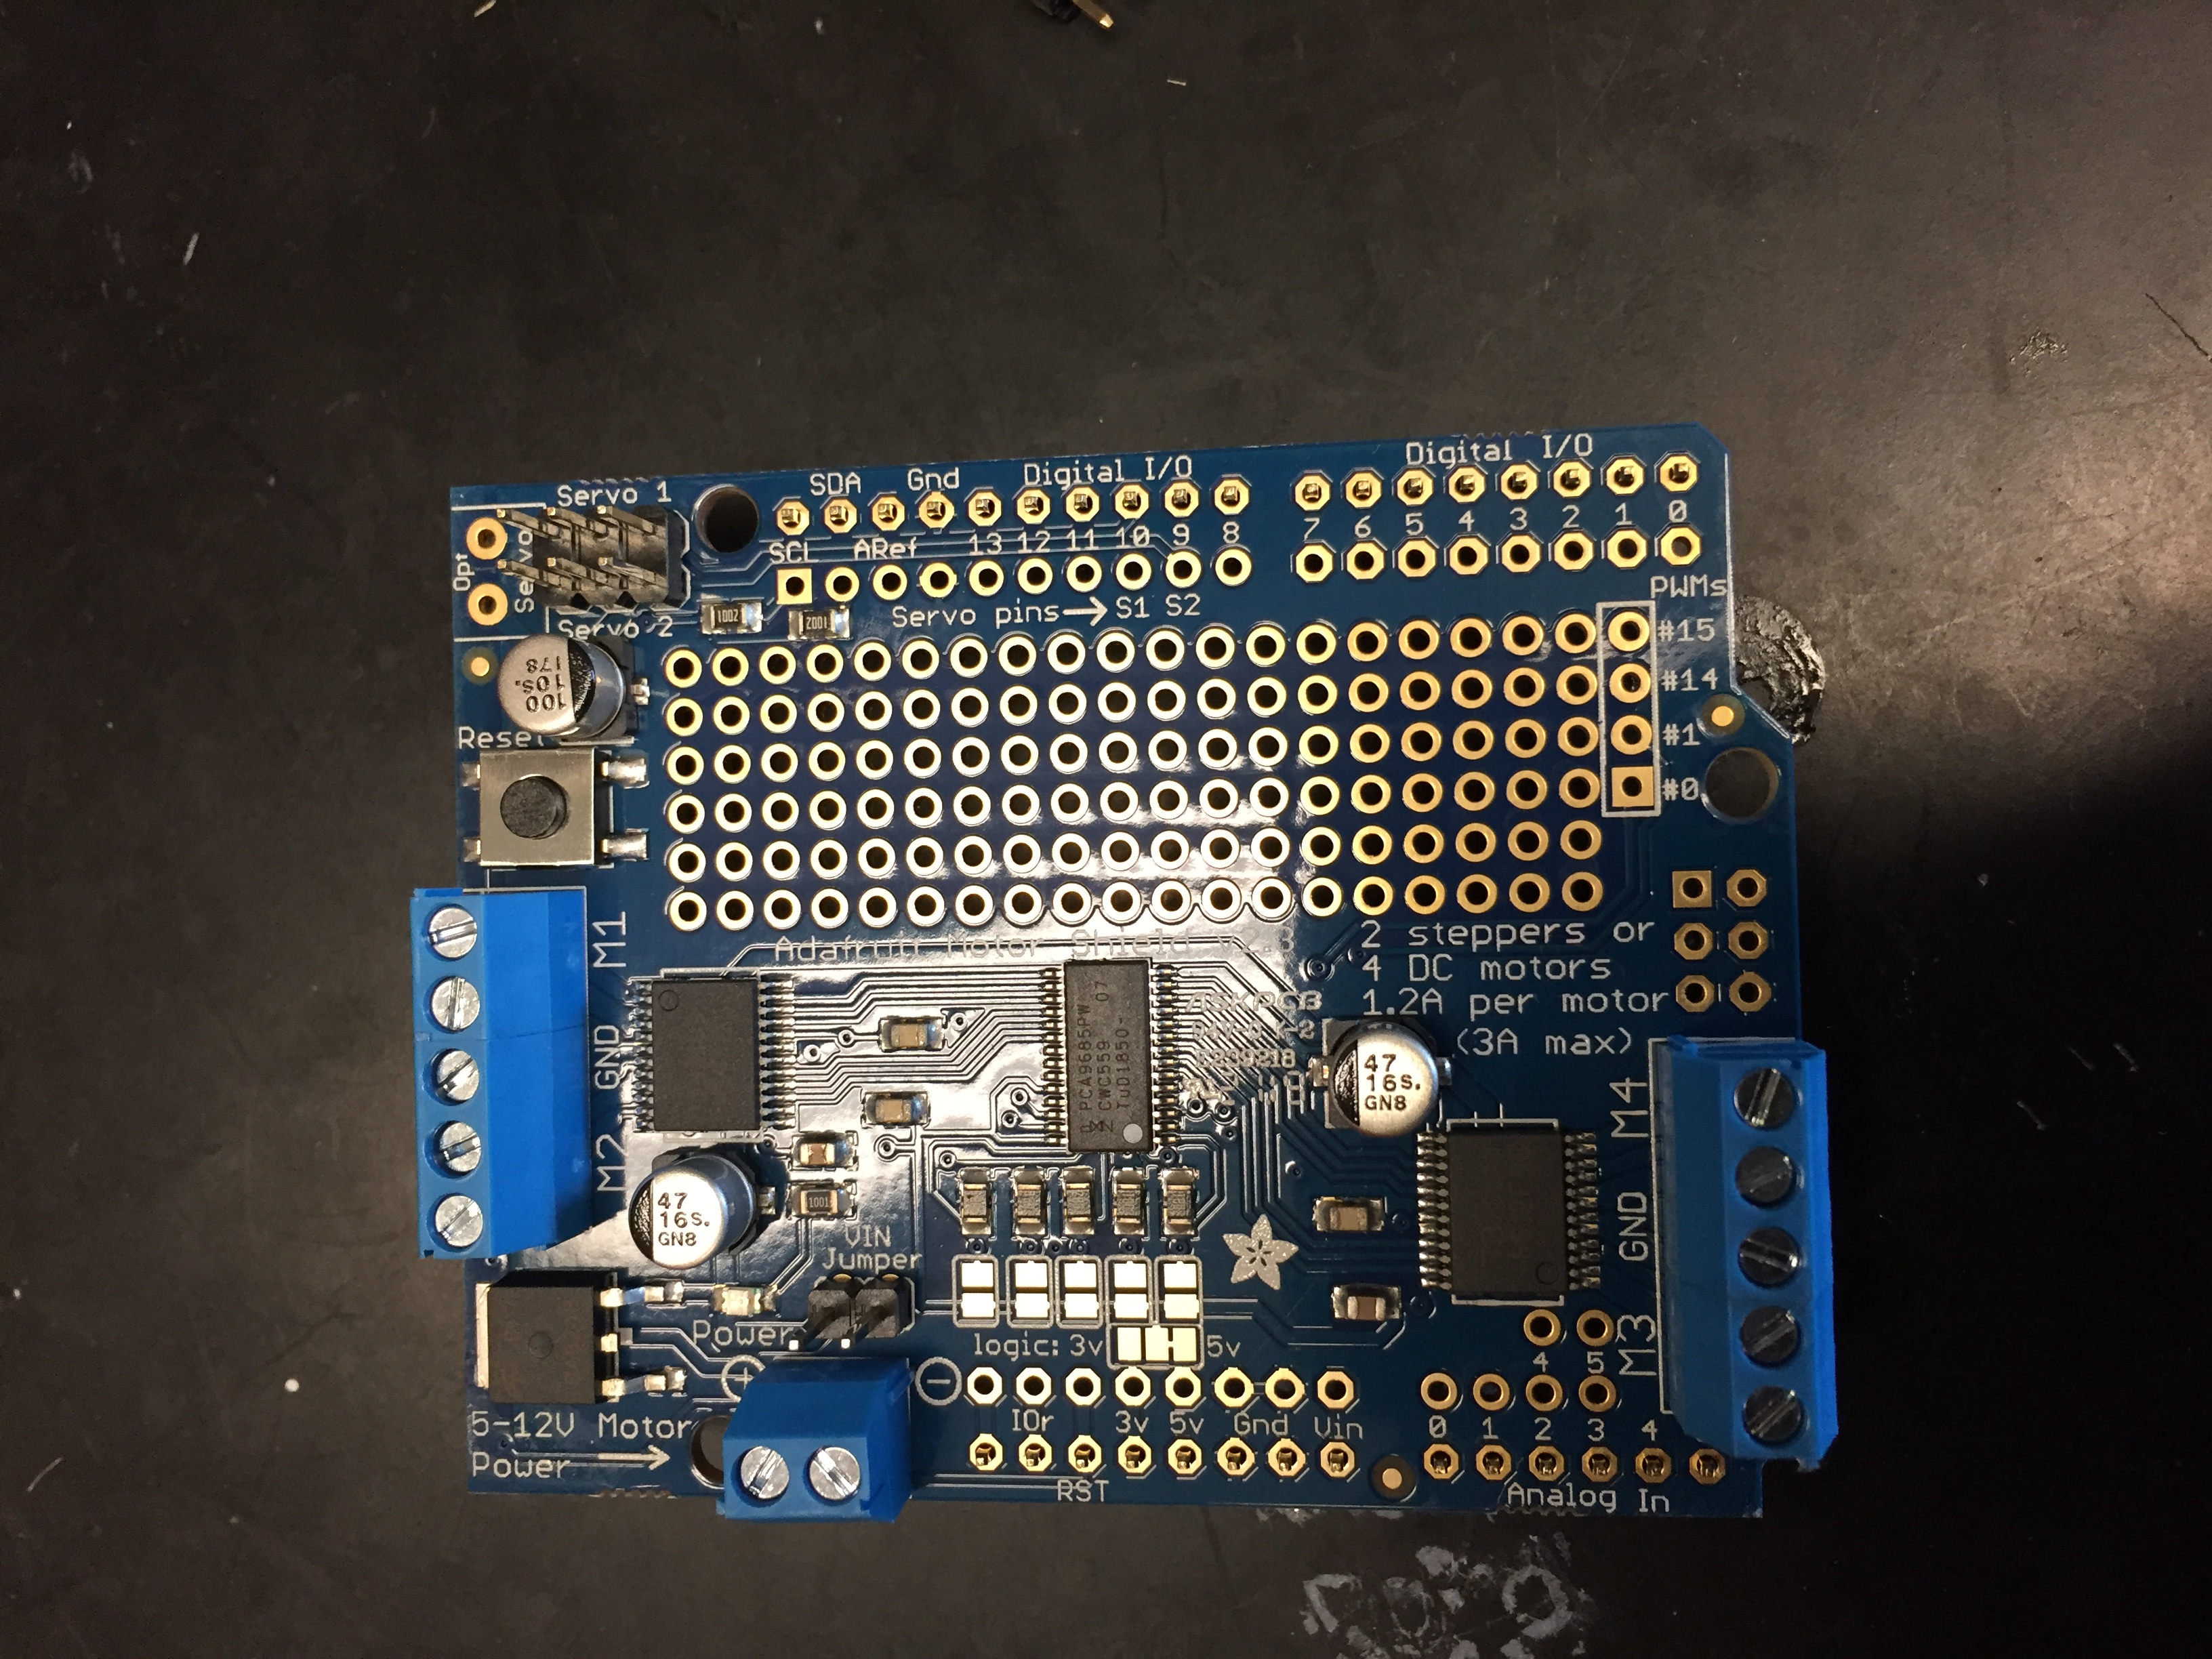 5-12V Motor
Power
M2 GND M1
Reset
Opt
Servo
Servo 1
Servo 2
100
10s.
178
47
16s.
GN8
Power
VIN
Jumper
+
-
1001
1002
SCL
SDA
ARef
Gnd
13 12 11 10 9 8
Digital I/O
Servo pins → S1 S2
7 6 5 4 3 2 1 0
Digital I/O
logic: 3v
5v
IOr
RST
3v
5v
Gnd
Vin
PCA9685PW
CWC559 07
TuD1850-
Adafruit Motor
47
16s.
GN8
2 steppers or
4 DC motors
1.2A per motor
(3A max)
0 1 2 3 4
4 5
Analog In
M3 GND M4
#0 #1 #14 #15
PWMs